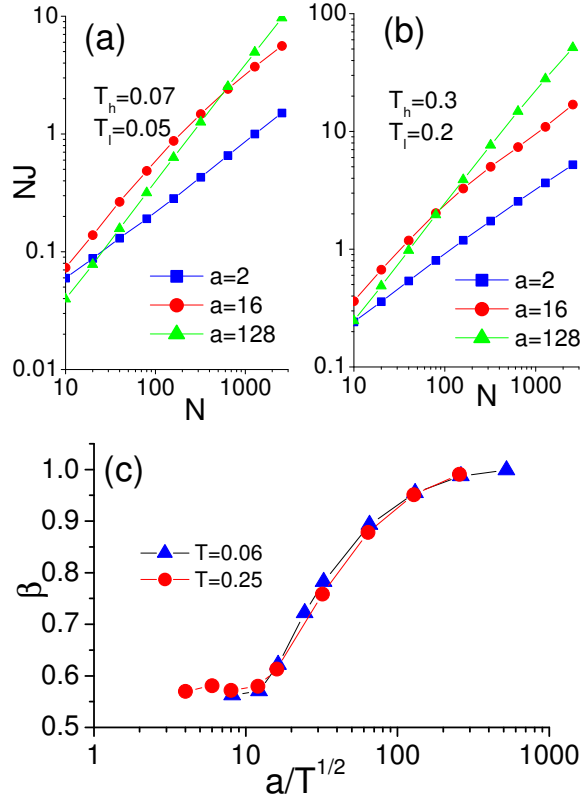 (a)
T_h=0.07
T_l=0.05
NJ
10
1
0.1
0.01
10
100
1000
N
a=2
a=16
a=128
(b)
T_h=0.3
T_l=0.2
100
10
1
0.1
10
100
1000
N
a=2
a=16
a=128
(c)
T=0.06
T=0.25
β
1.0
0.9
0.8
0.7
0.6
0.5
1
10
100
1000
a/T^{1/2}